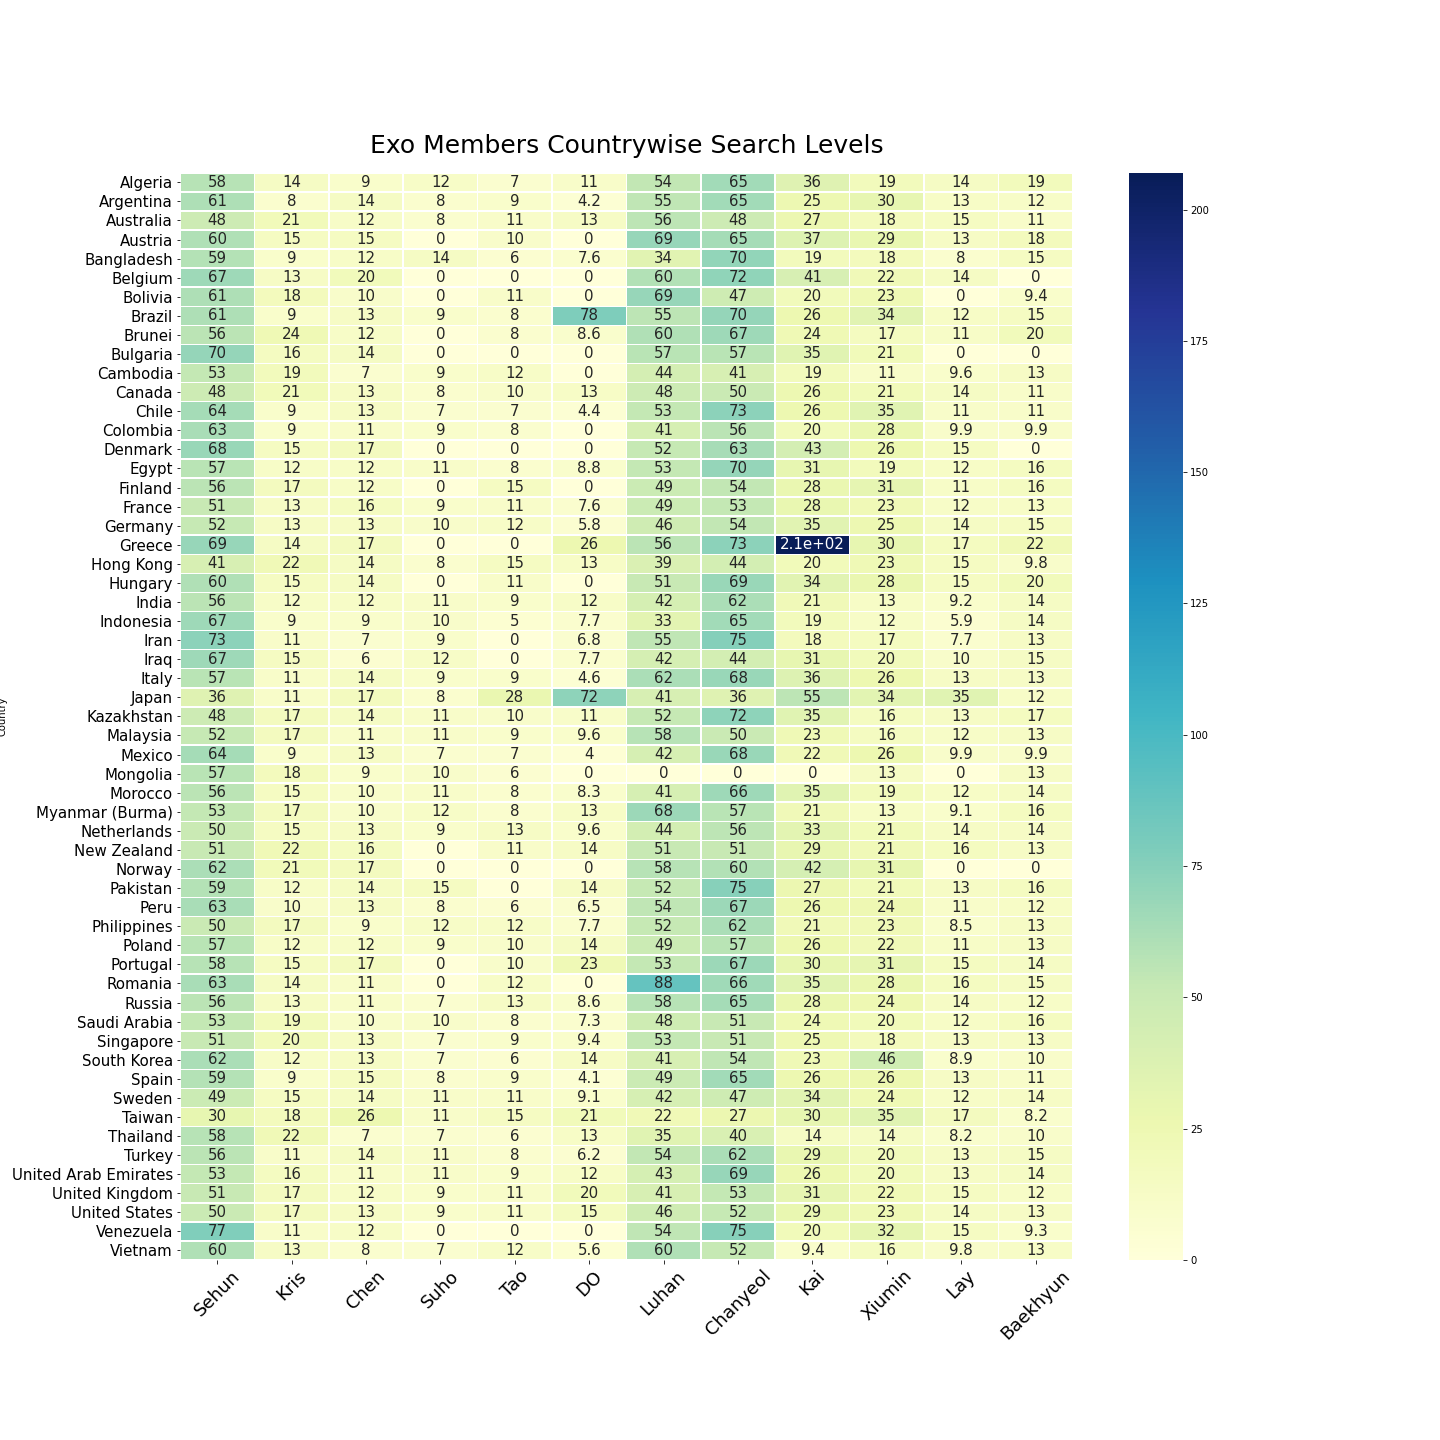 Exo Members Countrywise Search Levels
Algeria 58 14 9 12 7 11 54 65 36 19 14 19
Argentina 61 8 14 8 9 4.2 55 65 25 30 13 12
Australia 48 21 12 8 11 13 56 48 27 18 15 11
Austria 60 15 15 0 10 0 69 65 37 29 13 18
Bangladesh 59 9 12 14 6 7.6 34 70 19 18 8 15
Belgium 67 13 20 0 0 0 60 72 41 22 14 0
Bolivia 61 18 10 0 11 0 69 47 20 23 0 9.4
Brazil 61 9 13 9 8 78 55 70 26 34 12 15
Brunei 56 24 12 0 8 8.6 60 67 24 17 11 20
Bulgaria 70 16 14 0 0 0 57 57 35 21 0 0
Cambodia 53 19 7 9 12 0 44 41 19 11 9.6 13
Canada 48 21 13 8 10 13 48 50 26 21 14 11
Chile 64 9 13 7 7 4.4 53 73 26 35 11 11
Colombia 63 9 11 9 8 0 41 56 20 28 9.9 9.9
Denmark 68 15 17 0 0 0 52 63 43 26 15 0
Egypt 57 12 12 11 8 8.8 53 70 31 19 12 16
Finland 56 17 12 0 15 0 49 54 28 31 11 16
France 51 13 16 9 11 7.6 49 53 28 23 12 13
Germany 52 13 13 10 12 5.8 46 54 35 25 14 15
Greece 69 14 17 0 0 26 56 73 2.1e+02 30 17 22
Hong Kong 41 22 14 8 15 13 39 44 20 23 15 9.8
Hungary 60 15 14 0 11 0 51 69 34 28 15 20
India 56 12 12 11 9 12 42 62 21 13 9.2 14
Indonesia 67 9 9 10 5 7.7 33 65 19 12 5.9 14
Iran 73 11 7 9 0 6.8 55 75 18 17 7.7 13
Iraq 67 15 6 12 0 7.7 42 44 31 20 10 15
Italy 57 11 14 9 9 4.6 62 68 36 26 13 13
Japan 36 11 17 8 28 72 41 36 55 34 35 12
Kazakhstan 48 17 14 11 10 11 52 72 35 16 13 17
Malaysia 52 17 11 11 9 9.6 58 50 23 16 12 13
Mexico 64 9 13 7 7 4 42 68 22 26 9.9 9.9
Mongolia 57 18 9 10 6 0 0 0 0 13 0 13
Morocco 56 15 10 11 8 8.3 41 66 35 19 12 14
Myanmar (Burma) 53 17 10 12 8 13 68 57 21 13 9.1 16
Netherlands 50 15 13 9 13 9.6 44 56 33 21 14 14
New Zealand 51 22 16 0 11 14 51 51 29 21 16 13
Norway 62 21 17 0 0 0 58 60 42 31 0 0
Pakistan 59 12 14 15 0 14 52 75 27 21 13 16
Peru 63 10 13 8 6 6.5 54 67 26 24 11 12
Philippines 50 17 9 12 12 7.7 52 62 21 23 8.5 13
Poland 57 12 12 9 10 14 49 57 26 22 11 13
Portugal 58 15 17 0 10 23 53 67 30 31 15 14
Romania 63 14 11 0 12 0 88 66 35 28 16 15
Russia 56 13 11 7 13 8.6 58 65 28 24 14 12
Saudi Arabia 53 19 10 10 8 7.3 48 51 24 20 12 16
Singapore 51 20 13 7 9 9.4 53 51 25 18 13 13
South Korea 62 12 13 7 6 14 41 54 23 46 8.9 10
Spain 59 9 15 8 9 4.1 49 65 26 26 13 11
Sweden 49 15 14 11 11 9.1 42 47 34 24 12 14
Taiwan 30 18 26 11 15 21 22 27 30 35 17 8.2
Thailand 58 22 7 7 6 13 35 40 14 14 8.2 10
Turkey 56 11 14 11 8 6.2 54 62 29 20 13 15
United Arab Emirates 53 16 11 11 9 12 43 69 26 20 13 14
United Kingdom 51 17 12 9 11 20 41 53 31 22 15 12
United States 50 17 13 9 11 15 46 52 29 23 14 13
Venezuela 77 11 12 0 0 0 54 75 20 32 15 9.3
Vietnam 60 13 8 7 12 5.6 60 52 9.4 16 9.8 13
Sehun Kris Chen Suho Tao DO Luhan Chanyeol Kai Xiumin Lay Baekhyun
200
175
150
125
100
75
50
25
0